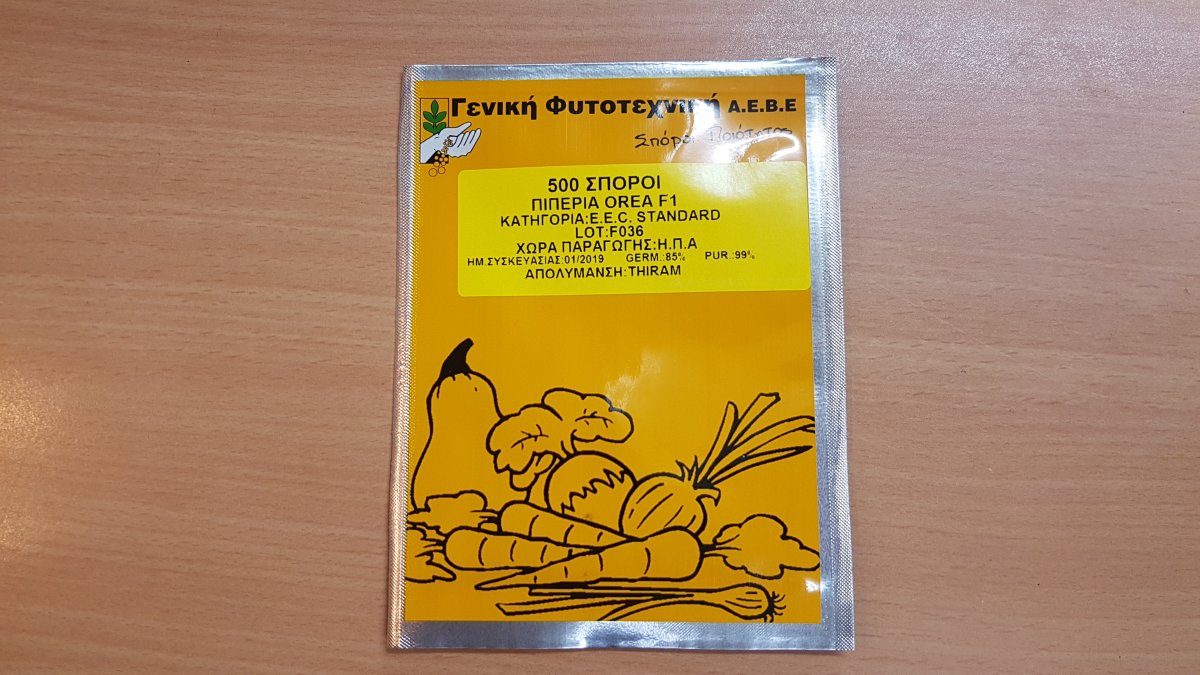 Γενική Φυτοτεχνική Α.Ε.Β.Ε
Σπόροι Ποιότητος
500 ΣΠΟΡΟΙ
ΠΙΠΕΡΙΑ OREA F1
ΚΑΤΗΓΟΡΙΑ:E.E.C. STANDARD
LOT:F036
ΧΩΡΑ ΠΑΡΑΓΩΓΗΣ:Η.Π.Α
ΗΜ.ΣΥΣΚΕΥΑΣΙΑΣ:01/2019 GERM.:85% PUR.:99%
ΑΠΟΛΥΜΑΝΣΗ:THIRAM